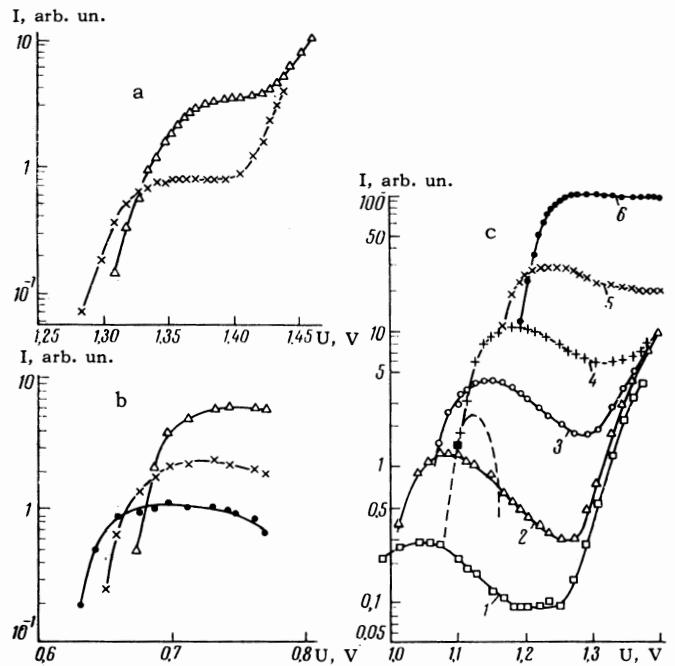 I, arb. un.
10
a
1
10⁻¹
1,25 1,30 1,35 1,40 1,45 U, V
I, arb. un.
10
b
1
10⁻¹
0,6 0,7 0,8 U, V
I, arb. un.
100
c
6
50
5
10
4
5
3
1
0,5
2
1
0,1
0,05
1,0 1,1 1,2 1,3 U, V